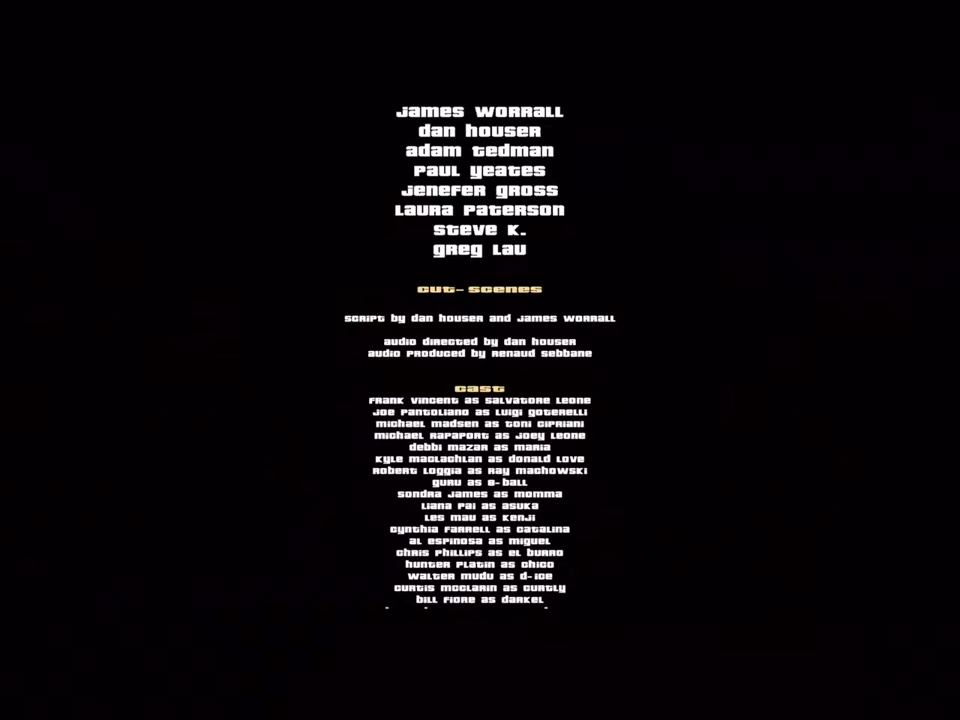 James Worrall
Dan Houser
Adam Tedman
Paul Yeates
Jenefer Gross
Laura Paterson
Steve K.
Greg Lau
Cut-Scenes
Script by Dan Houser and James Worrall
Audio directed by Dan Houser
Audio produced by Renaud Sebbane
Cast
Frank Vincent as Salvatore Leone
Joe Pantoliano as Luigi Goterelli
Michael Madsen as Toni Cipriani
Michael Rapaport as Joey Leone
Debbi Mazar as Maria
Kyle MacLachlan as Donald Love
Robert Loggia as Ray Machowski
Guru as 8-Ball
Sondra James as Momma
Liana Pai as Asuka
Les Mau as Kenji
Cynthia Farrell as Catalina
Al Espinosa as Miguel
Chris Phillips as El Burro
Hunter Platin as Chico
Walter Mudu as D-Ice
Curtis McClarin as Curtly
Bill Fiore as Darkel